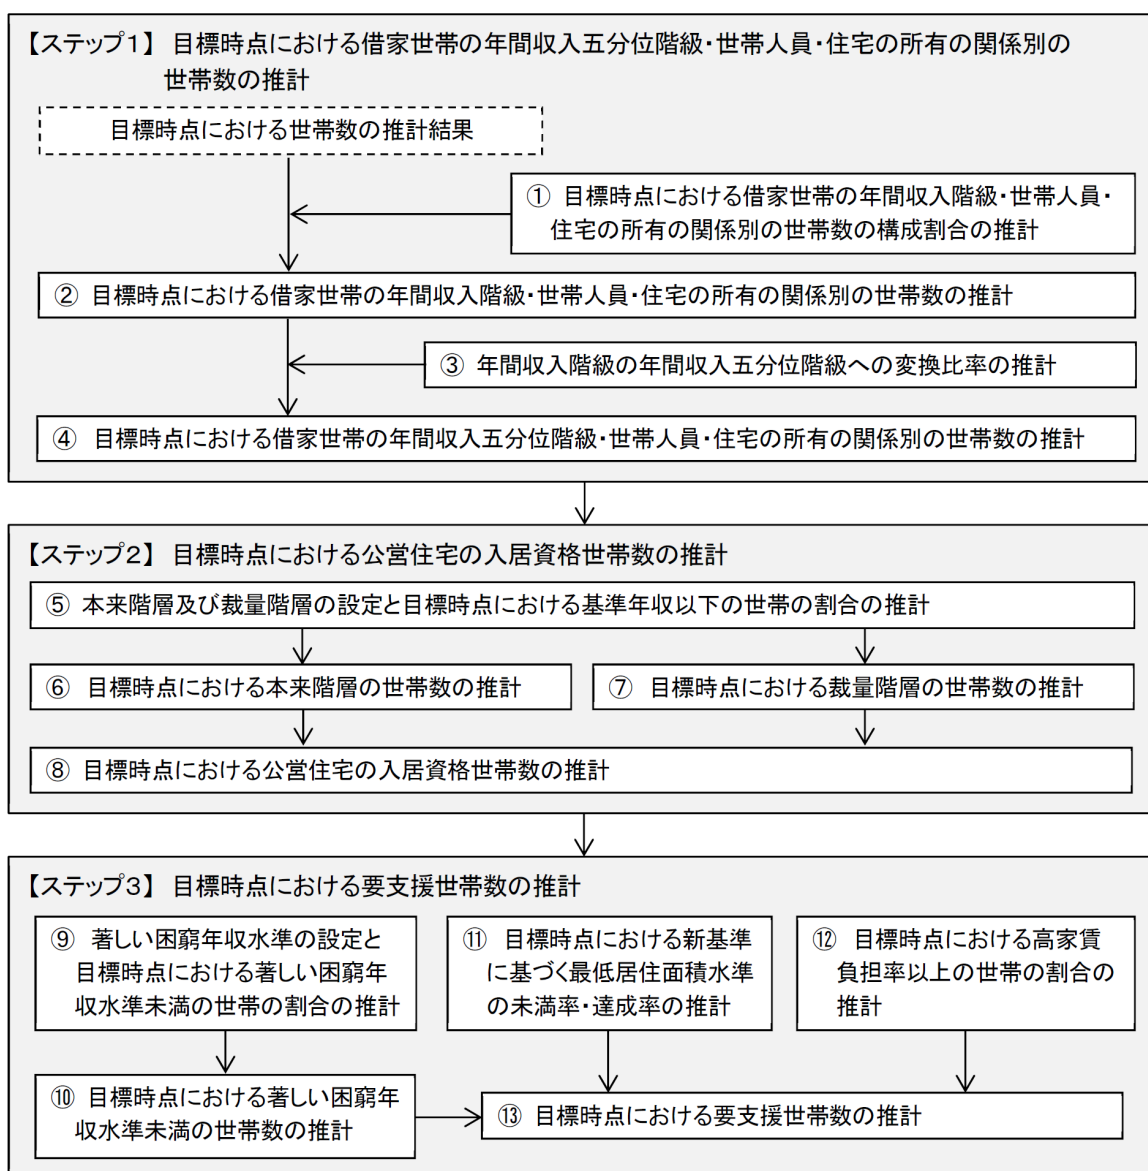 【ステップ1】 目標時点における借家世帯の年間収入五分位階級・世帯人員・住宅の所有の関係別の
世帯数の推計
目標時点における世帯数の推計結果
① 目標時点における借家世帯の年間収入階級・世帯人員・
住宅の所有の関係別の世帯数の構成割合の推計
② 目標時点における借家世帯の年間収入階級・世帯人員・住宅の所有の関係別の世帯数の推計
③ 年間収入階級の年間収入五分位階級への変換比率の推計
④ 目標時点における借家世帯の年間収入五分位階級・世帯人員・住宅の所有の関係別の世帯数の推計
【ステップ2】 目標時点における公営住宅の入居資格世帯数の推計
⑤ 本来階層及び裁量階層の設定と目標時点における基準年収以下の世帯の割合の推計
⑥ 目標時点における本来階層の世帯数の推計
⑦ 目標時点における裁量階層の世帯数の推計
⑧ 目標時点における公営住宅の入居資格世帯数の推計
【ステップ3】 目標時点における要支援世帯数の推計
⑨ 著しい困窮年収水準の設定と
目標時点における著しい困窮年
収水準未満の世帯の割合の推計
⑪ 目標時点における新基準
に基づく最低居住面積水準
の未満率・達成率の推計
⑫ 目標時点における高家賃
負担率以上の世帯の割合の
推計
⑩ 目標時点における著しい困窮年
収水準未満の世帯数の推計
⑬ 目標時点における要支援世帯数の推計